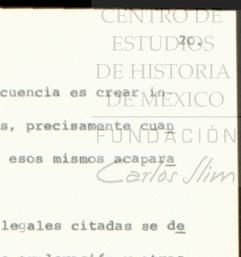 CENTRO DE
ESTUDIOS
20.
DE HISTORIA
cuencia es crear in-
DE MÉXICO
s, precisamente cuan
FUNDACIÓN
esos mismos acapar
Carlos Slim
legales citadas se de